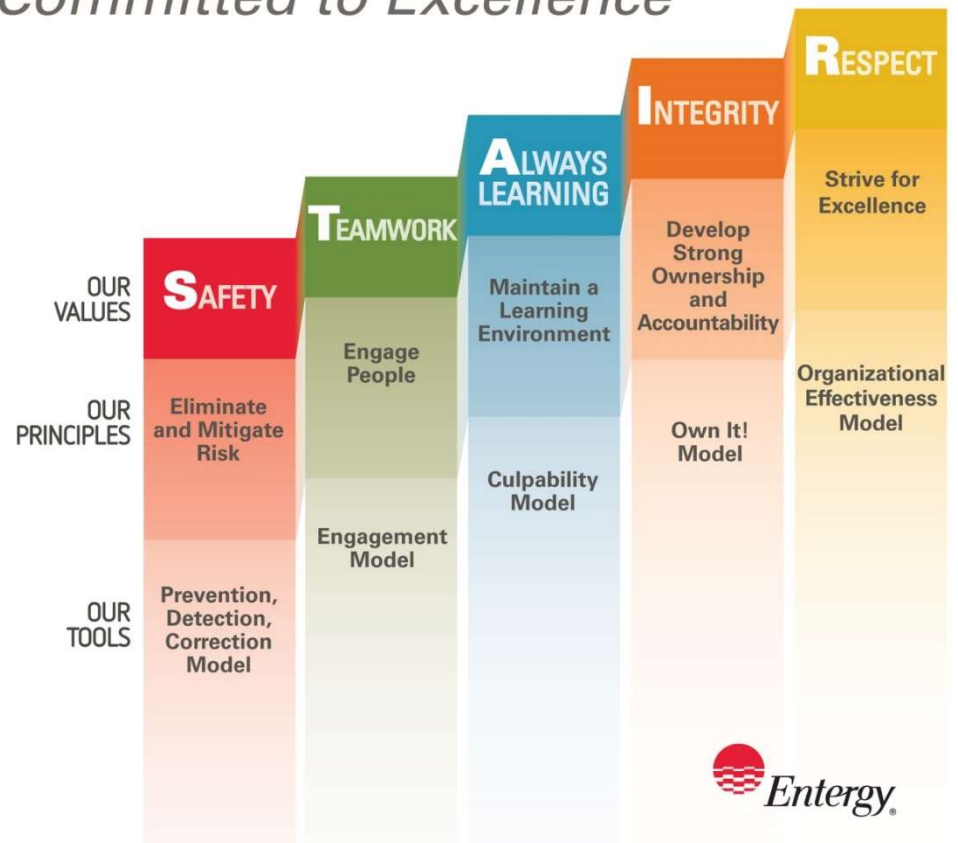 Committed to Excellence
OUR
VALUES
SAFETY
TEAMWORK
ALWAYS
LEARNING
INTEGRITY
RESPECT
OUR
PRINCIPLES
Eliminate
and Mitigate
Risk
Engage
People
Maintain a
Learning
Environment
Develop
Strong
Ownership
and
Accountability
Strive for
Excellence
OUR
TOOLS
Prevention,
Detection,
Correction
Model
Engagement
Model
Culpability
Model
Own It!
Model
Organizational
Effectiveness
Model
Entergy®